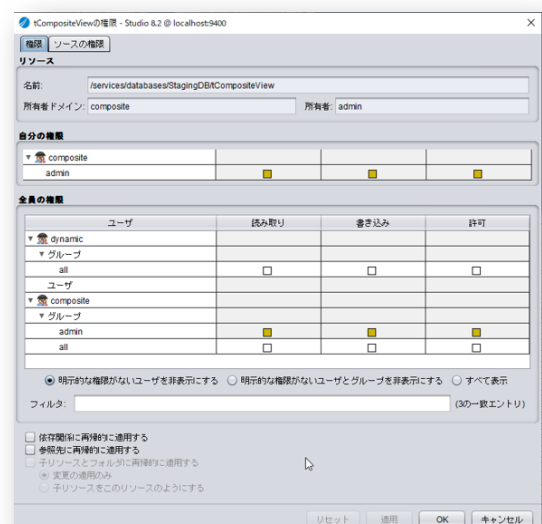 tCompositeViewの権限 - Studio 8.2 @ localhost:9400
権限 ソースの権限
リソース
名前: /services/databases/StagingDB/tCompositeView
所有者ドメイン: composite 所有者: admin
自分の権限
composite
admin
全員の権限
ユーザ 読み取り 書き込み 許可
dynamic
グループ
all
ユーザ
composite
グループ
admin
all
明示的な権限がないユーザを非表示にする 明示的な権限がないユーザとグループを非表示にする すべて表示
フィルタ: (3の一致エントリ)
依存関係に再帰的に適用する
参照先に再帰的に適用する
子リソースとフォルダに再帰的に適用する
変更の適用のみ
子リソースをこのリソースのようにする
リセット 適用 OK キャンセル